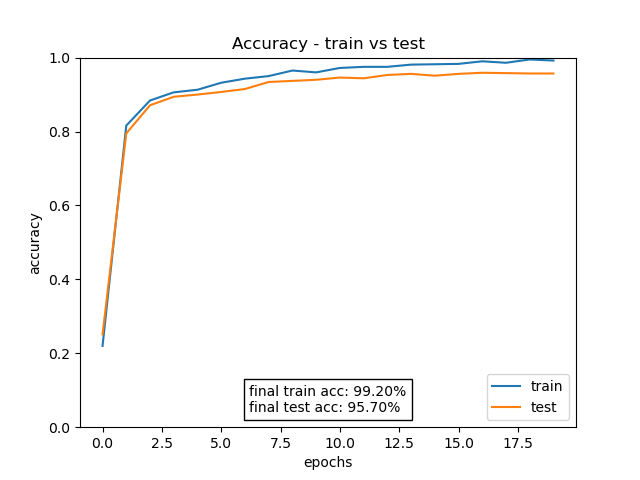 Accuracy - train vs test
1.0
0.8
0.6
0.4
0.2
0.0
accuracy
final train acc: 99.20%
final test acc: 95.70%
train
test
0.0 2.5 5.0 7.5 10.0 12.5 15.0 17.5
epochs